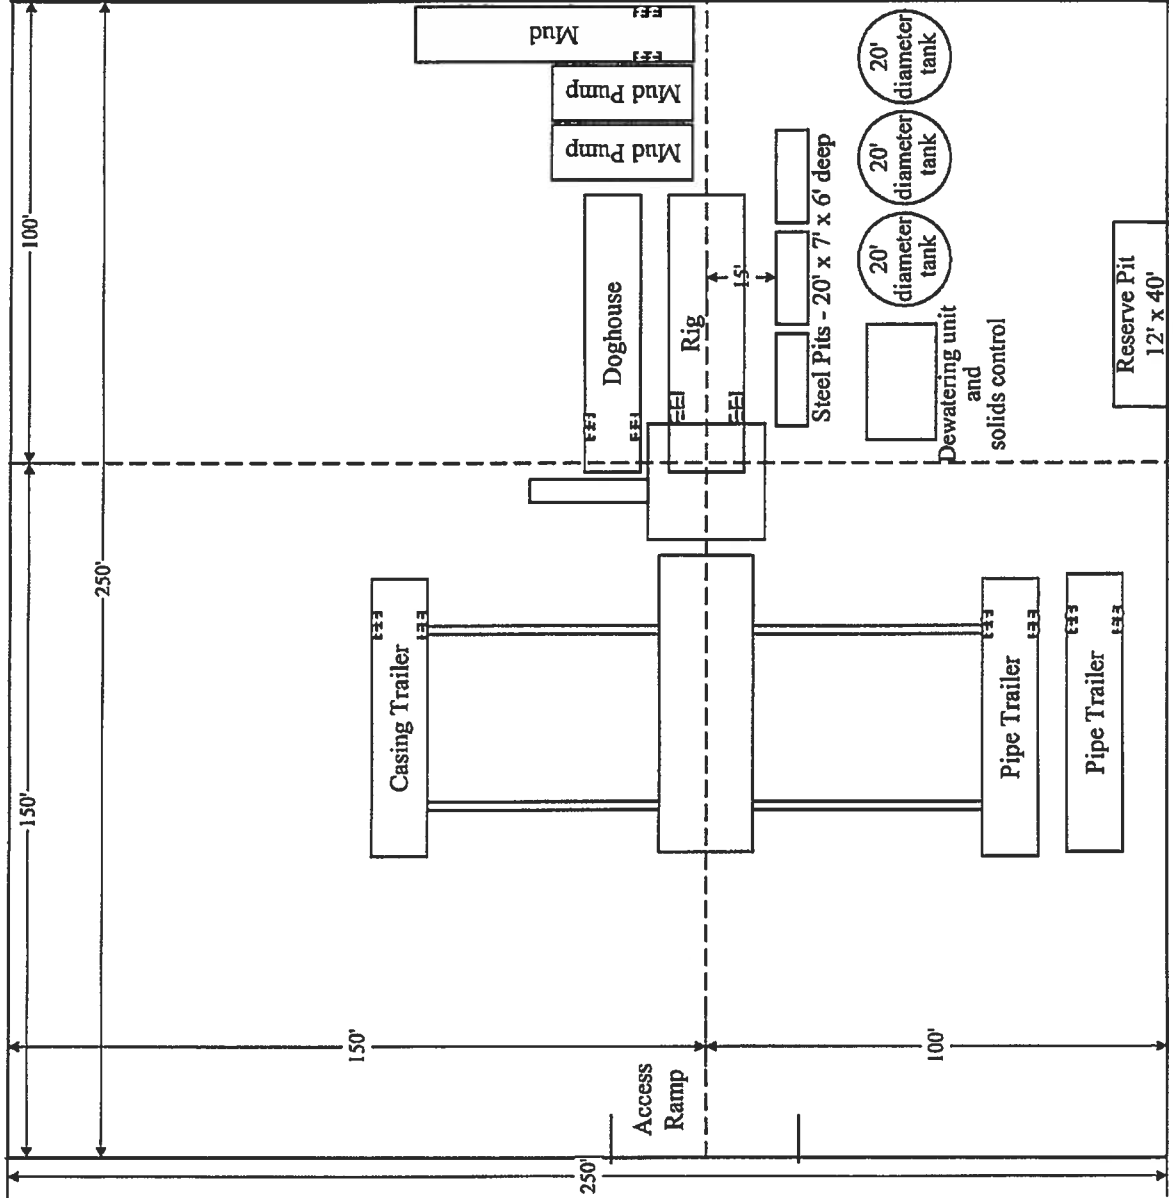 100'
250'
150'
Mud
Mud Pump
Mud Pump
Doghouse
Rig
15'
Steel Pits - 20' x 7' x 6' deep
20'
diameter
tank
20'
diameter
tank
20'
diameter
tank
Dewatering unit
and
solids control
Reserve Pit
12' x 40'
Casing Trailer
Pipe Trailer
Pipe Trailer
150'
100'
Access
Ramp
250'